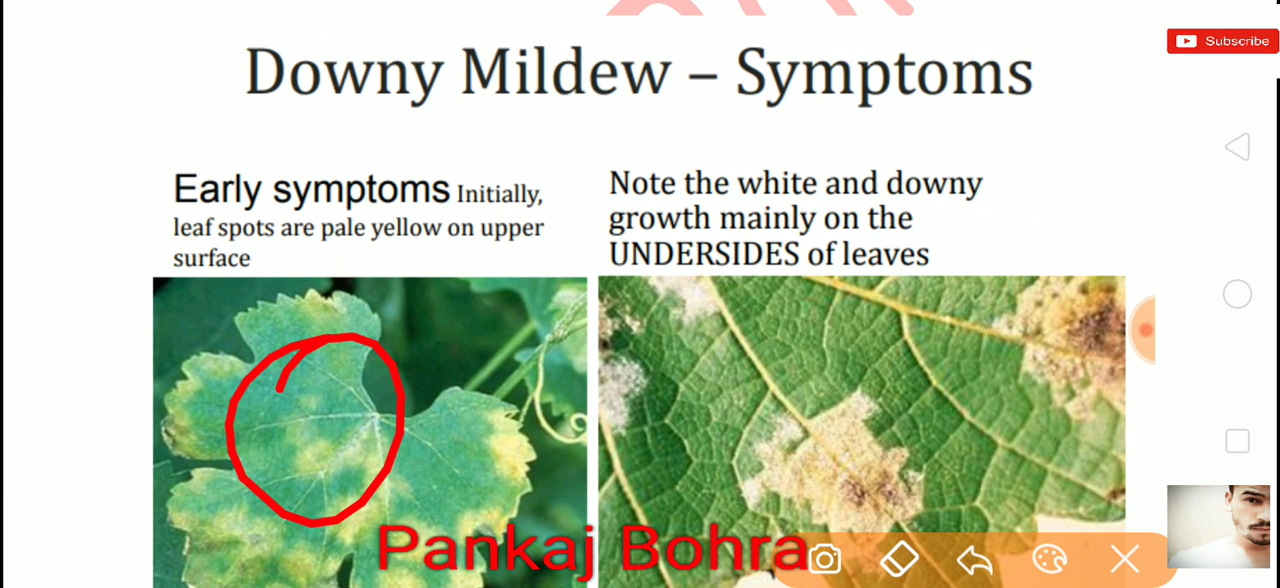 Subscribe
Downy Mildew – Symptoms
Early symptoms Initially,
leaf spots are pale yellow on upper
surface
Note the white and downy
growth mainly on the
UNDERSIDES of leaves
Pankaj Bohra